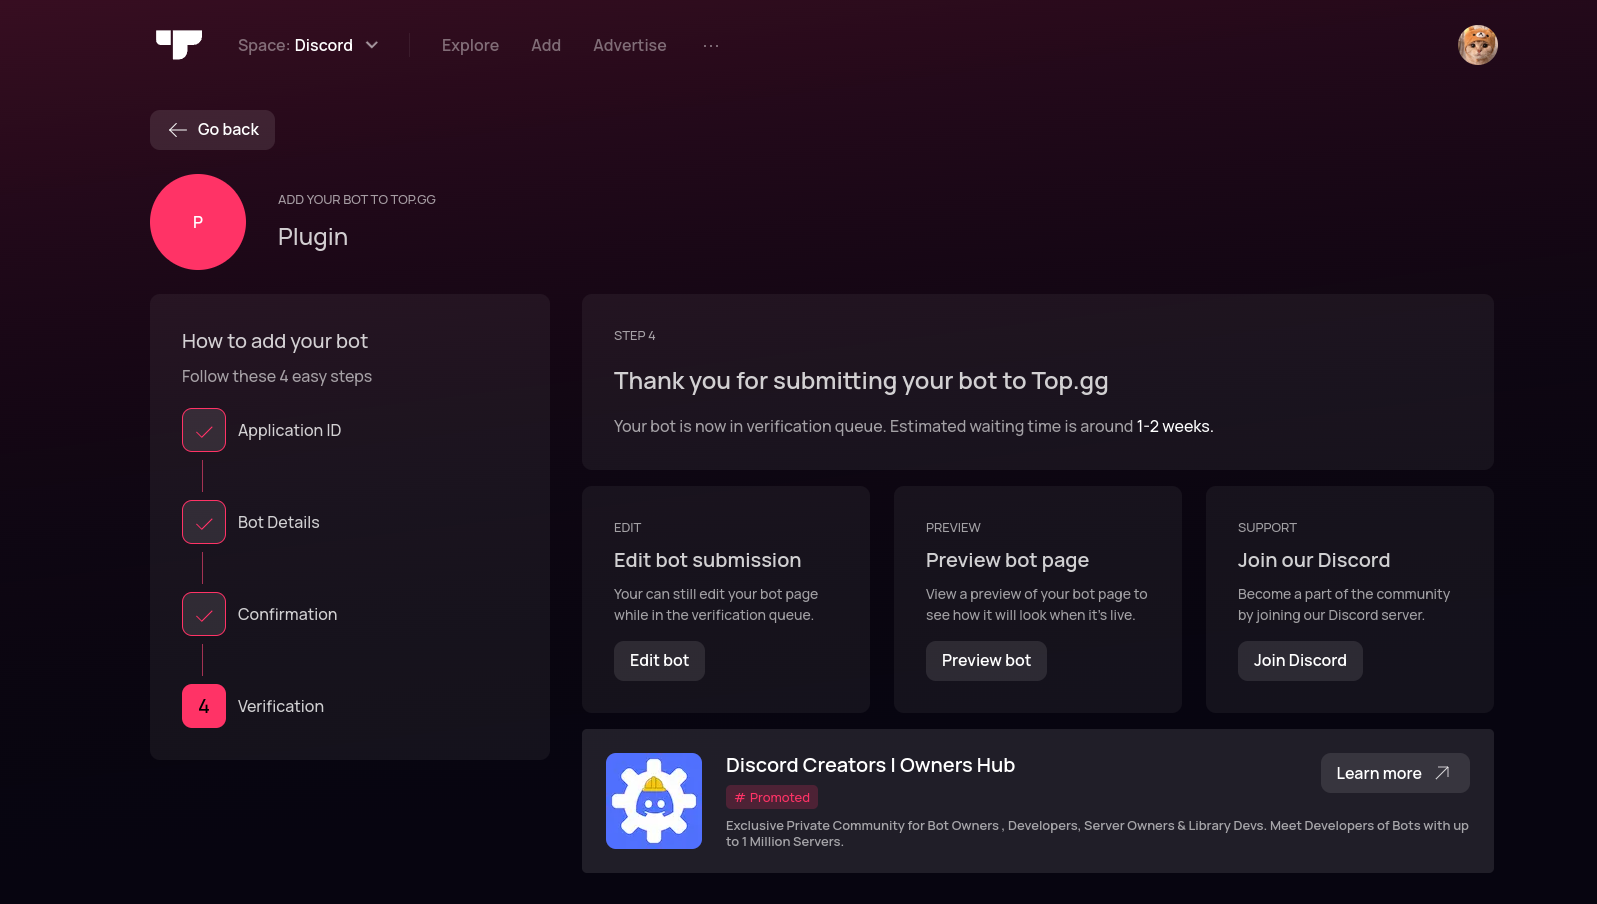 Space: Discord
Explore
Add
Advertise
Go back
P
ADD YOUR BOT TO TOP.GG
Plugin
How to add your bot
Follow these 4 easy steps
Application ID
Bot Details
Confirmation
4
Verification
STEP 4
Thank you for submitting your bot to Top.gg
Your bot is now in verification queue. Estimated waiting time is around 1-2 weeks.
EDIT
Edit bot submission
Your can still edit your bot page
while in the verification queue.
Edit bot
PREVIEW
Preview bot page
View a preview of your bot page to
see how it will look when it's live.
Preview bot
SUPPORT
Join our Discord
Become a part of the community
by joining our Discord server.
Join Discord
Discord Creators | Owners Hub
# Promoted
Exclusive Private Community for Bot Owners , Developers, Server Owners & Library Devs. Meet Developers of Bots with up
to 1 Million Servers.
Learn more